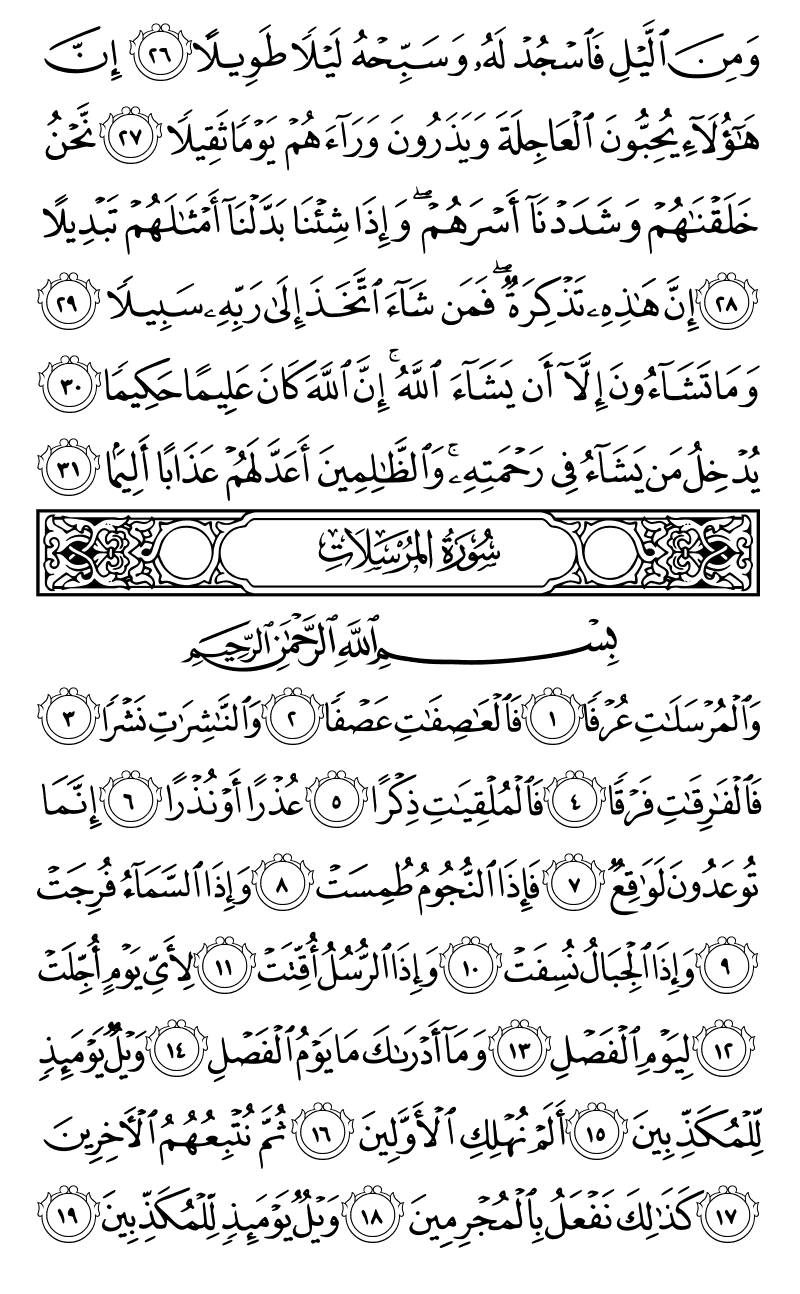 وَمِنَ ٱلَّيْلِ فَٱسْجُدْ لَهُۥ وَسَبِّحْهُ لَيْلًا طَوِيلًا ٢٦ إِنَّ
هَـٰٓؤُلَآءِ يُحِبُّونَ ٱلْعَاجِلَةَ وَيَذَرُونَ وَرَآءَهُمْ يَوْمًا ثَقِيلًا ٢٧ نَّحْنُ
خَلَقْنَـٰهُمْ وَشَدَدْنَآ أَسْرَهُمْ ۖ وَإِذَا شِئْنَا بَدَّلْنَآ أَمْثَـٰلَهُمْ تَبْدِيلًا
٢٨ إِنَّ هَـٰذِهِۦ تَذْكِرَةٌ ۖ فَمَن شَآءَ ٱتَّخَذَ إِلَىٰ رَبِّهِۦ سَبِيلًا ٢٩
وَمَا تَشَآءُونَ إِلَّآ أَن يَشَآءَ ٱللَّهُ ۚ إِنَّ ٱللَّهَ كَانَ عَلِيمًا حَكِيمًا ٣٠
يُدْخِلُ مَن يَشَآءُ فِى رَحْمَتِهِۦ ۚ وَٱلظَّـٰلِمِينَ أَعَدَّ لَهُمْ عَذَابًا أَلِيمًۢا ٣١
سُورَةُ المُرْسَلَاتِ
بِسْمِ ٱللَّهِ ٱلرَّحْمَـٰنِ ٱلرَّحِيمِ
وَٱلْمُرْسَلَـٰتِ عُرْفًا ١ فَٱلْعَـٰصِفَـٰتِ عَصْفًا ٢ وَٱلنَّـٰشِرَٰتِ نَشْرًا ٣
فَٱلْفَـٰرِقَـٰتِ فَرْقًا ٤ فَٱلْمُلْقِيَـٰتِ ذِكْرًا ٥ عُذْرًا أَوْ نُذْرًا ٦ إِنَّمَا
تُوعَدُونَ لَوَٰقِعٌ ٧ فَإِذَا ٱلنُّجُومُ طُمِسَتْ ٨ وَإِذَا ٱلسَّمَآءُ فُرِجَتْ
٩ وَإِذَا ٱلْجِبَالُ نُسِفَتْ ١٠ وَإِذَا ٱلرُّسُلُ أُقِّتَتْ ١١ لِأَىِّ يَوْمٍ أُجِّلَتْ
١٢ لِيَوْمِ ٱلْفَصْلِ ١٣ وَمَآ أَدْرَىٰكَ مَا يَوْمُ ٱلْفَصْلِ ١٤ وَيْلٌ يَوْمَئِذٍ
لِّلْمُكَذِّبِينَ ١٥ أَلَمْ نُهْلِكِ ٱلْأَوَّلِينَ ١٦ ثُمَّ نُتْبِعُهُمُ ٱلْـَٔاخِرِينَ
١٧ كَذَٰلِكَ نَفْعَلُ بِٱلْمُجْرِمِينَ ١٨ وَيْلٌ يَوْمَئِذٍ لِّلْمُكَذِّبِينَ ١٩